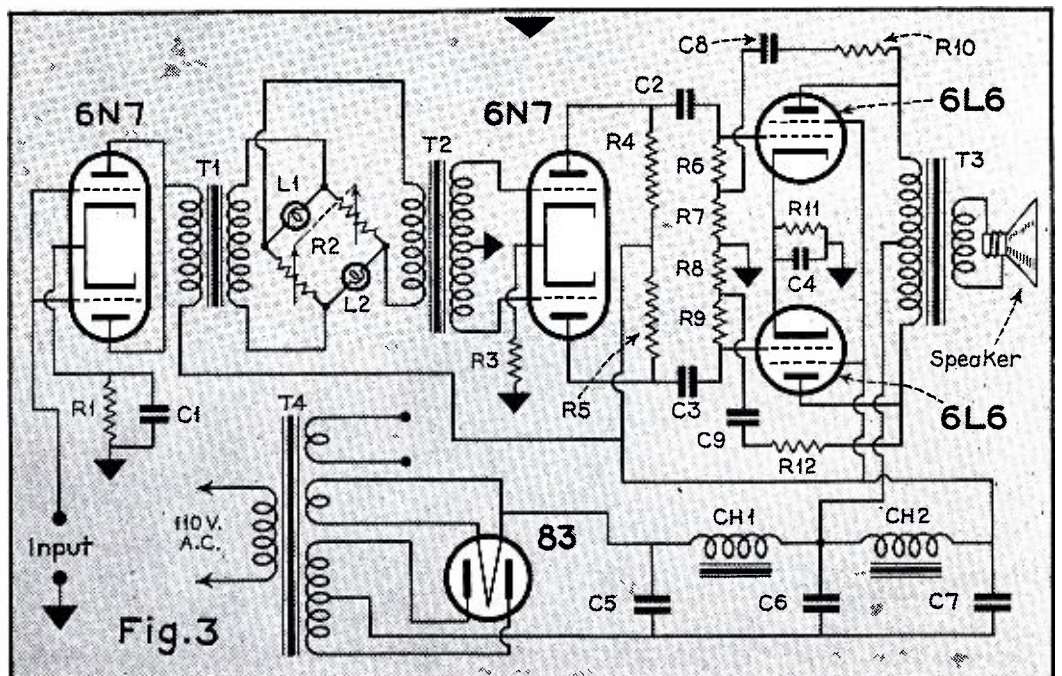 C8
R10
6N7
T1
L1
R2
L2
T2
6N7
R4
C2
R6
R7
R8
R9
6L6
R11
C4
T3
Speaker
6L6
R1
C1
R3
R5
C3
C9
R12
T4
110 V.
A.C.
83
CH1
CH2
C5
C6
C7
Input
Fig.3